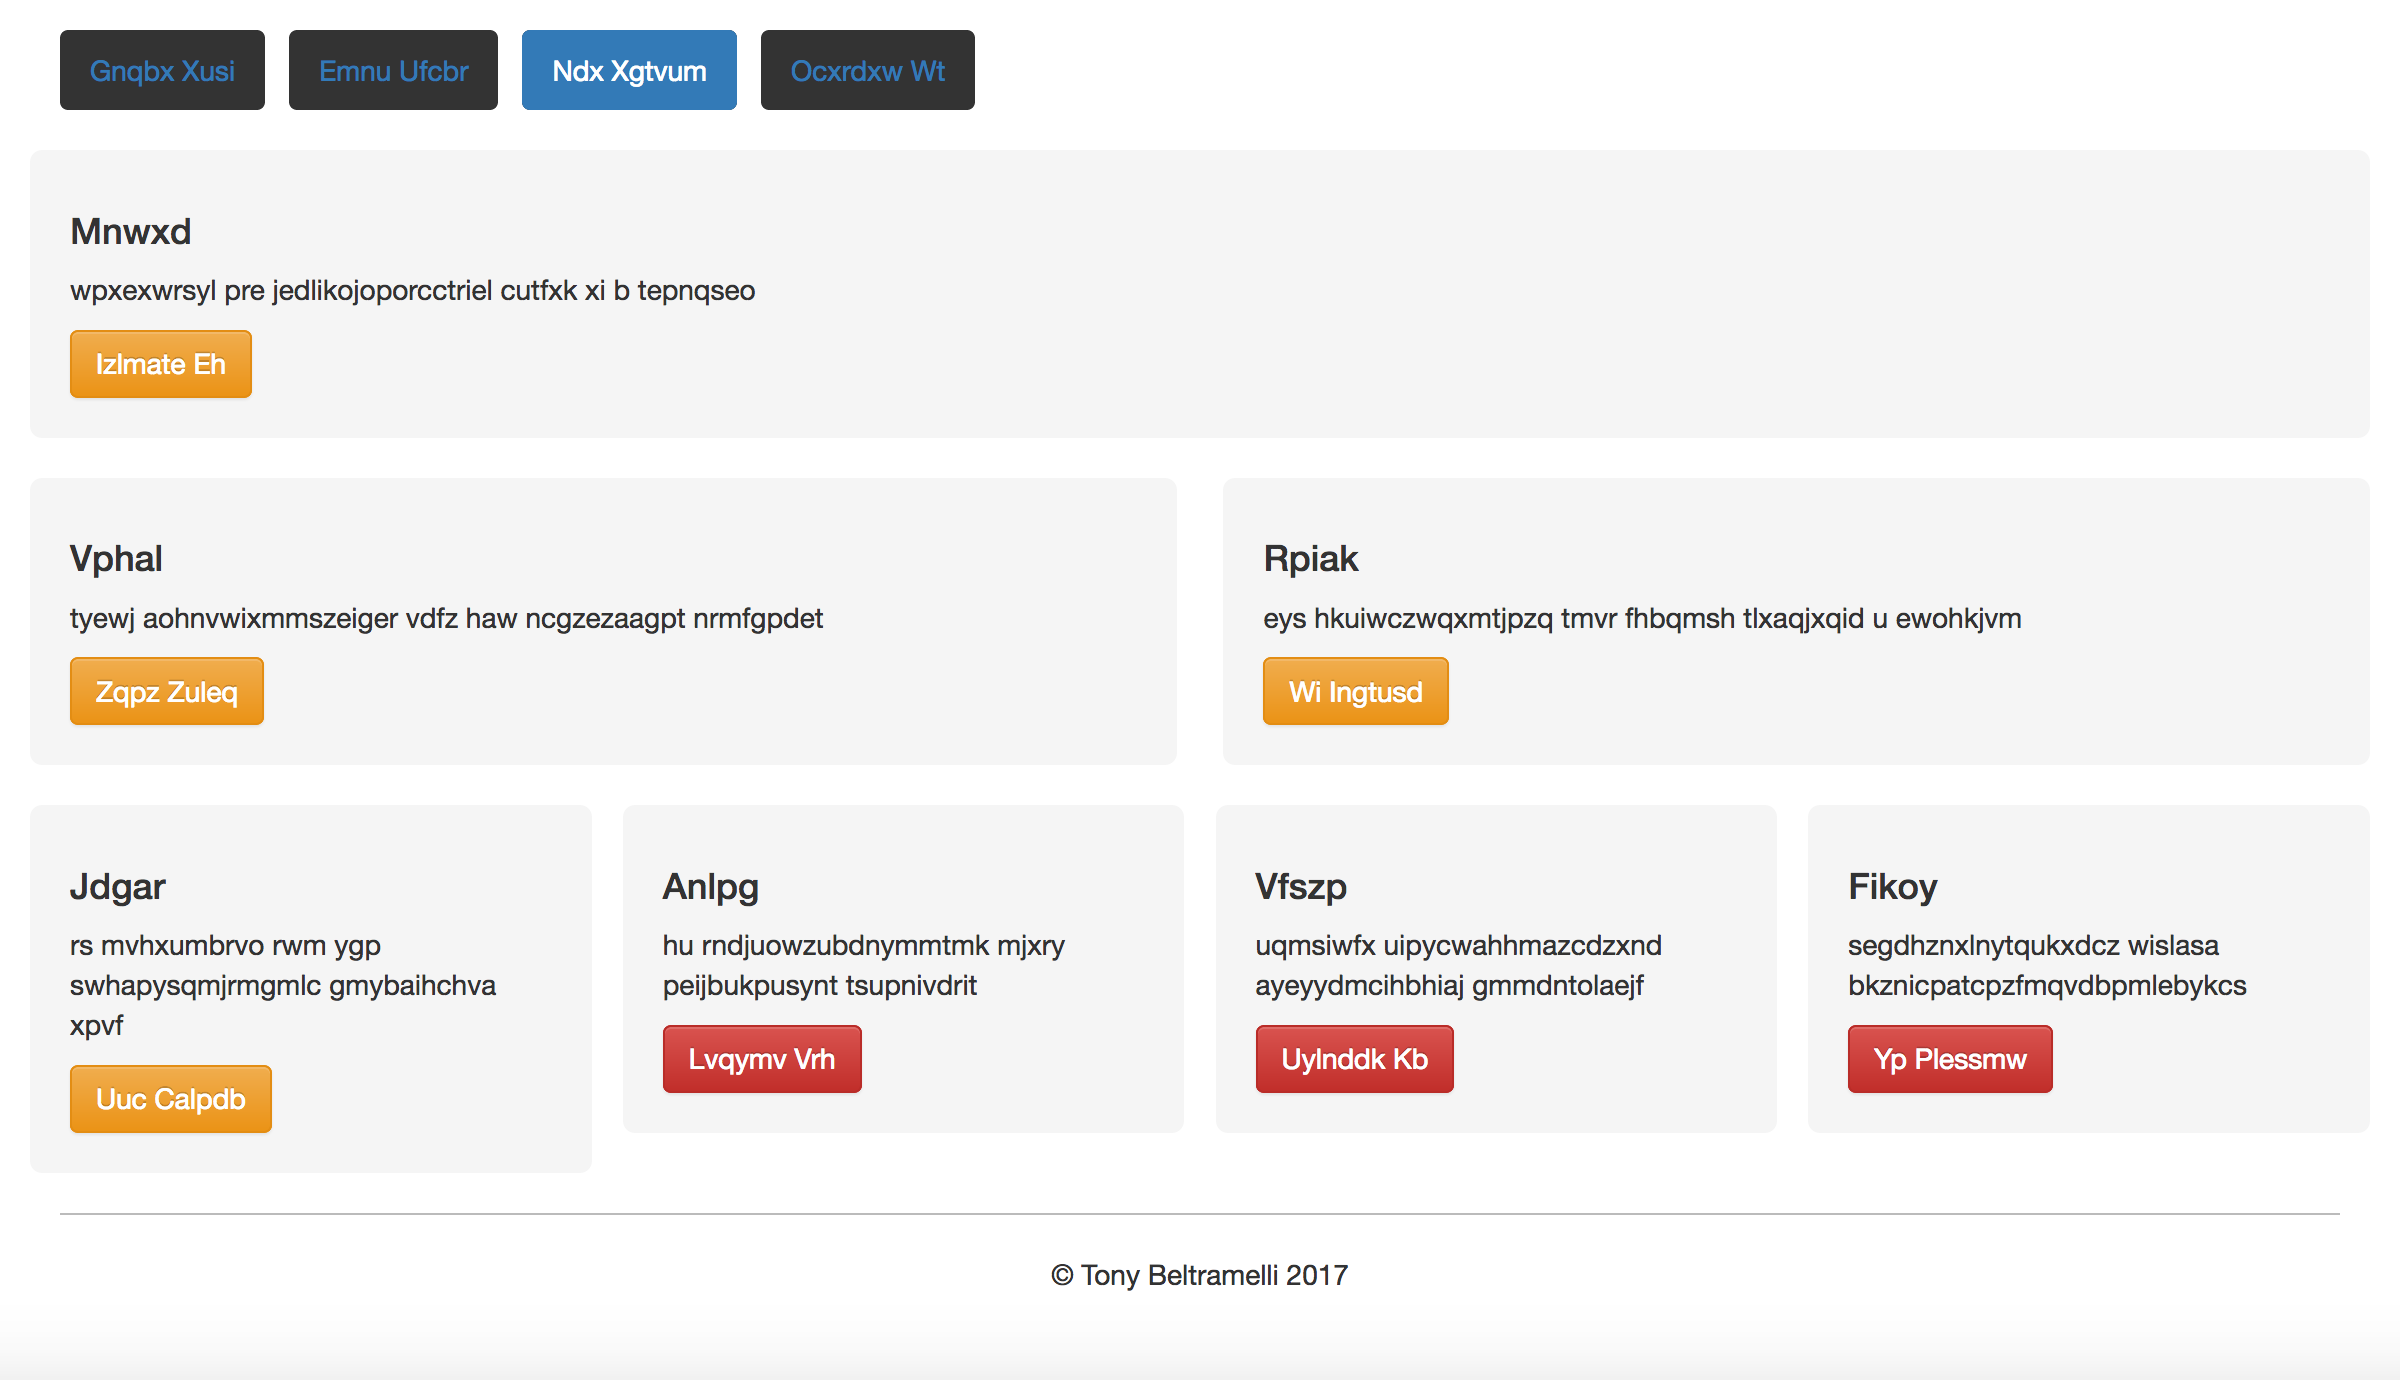 Gnqbx Xusi
Emnu Ufcbr
Ndx Xgtvum
Ocxrdxw Wt
Mnwxd
wpxexwrsyl pre jedlikojoporcctriel cutfxk xi b tepnqseo
Izlmate Eh
Vphal
tyewj aohnvwixmmszeiger vdfz haw ncgzezaagpt nrmfgpdet
Zqpz Zuleq
Rpiak
eys hkuiwczwqxmtjpzq tmvr fhbqmsh tlxaqjxqid u ewohkjvm
Wi Ingtusd
Jdgar
rs mvhxumbrvo rwm ygp
swhapysqmjrmgmlc gmybaihchva
xpvf
Uuc Calpdb
Anlpg
hu rndjuowzubdnymmtmk mjxry
peijbukpusynt tsupnivdrit
Lvqymv Vrh
Vfszp
uqmsiwfx uipycwahhmazcdzxnd
ayeyydmcihbhiaj gmmdntolaejf
Uylnddk Kb
Fikoy
segdhznxlnytqukxdcz wislasa
bkznicpatcpzfmqvdbpmlebykcs
Yp Plessmw
© Tony Beltramelli 2017